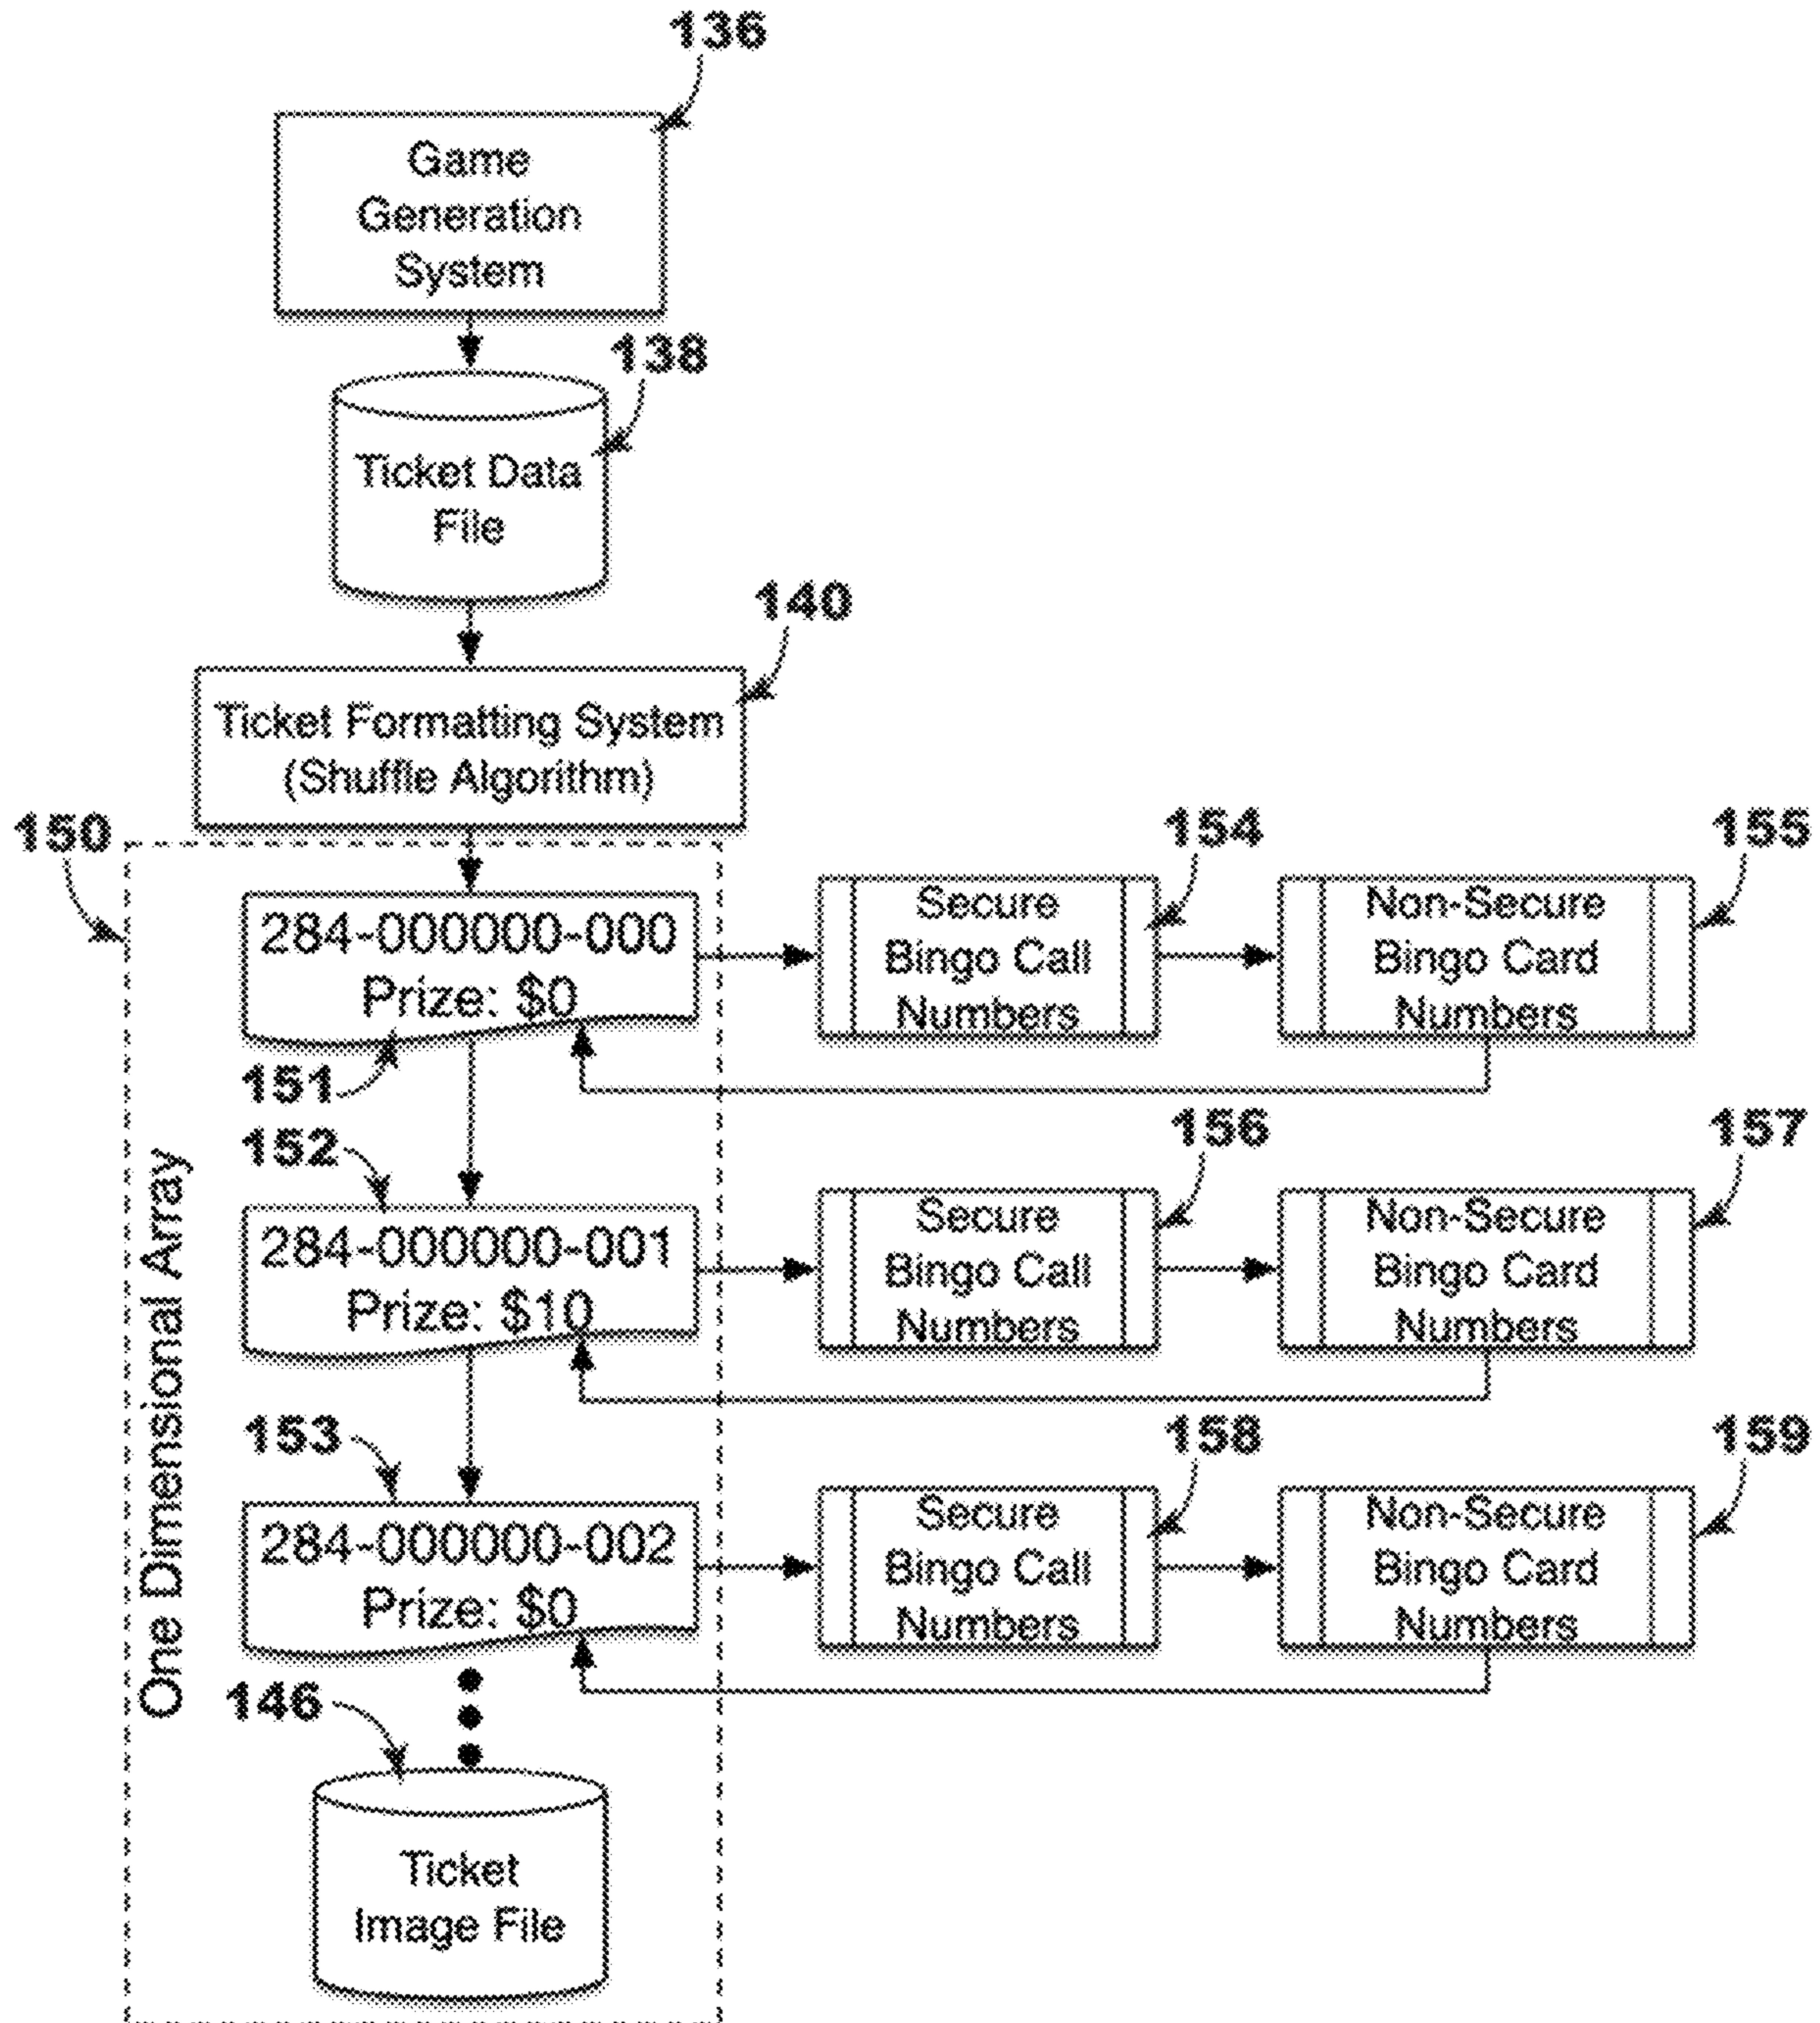 136
Game
Generation
System
138
Ticket Data
File
140
Ticket Formatting System
(Shuffle Algorithm)
150
154
155
284-000000-000
Prize: $0
Secure
Bingo Call
Numbers
Non-Secure
Bingo Card
Numbers
151
152
156
157
One Dimensional Array
284-000000-001
Prize: $10
Secure
Bingo Call
Numbers
Non-Secure
Bingo Card
Numbers
153
158
159
284-000000-002
Prize: $0
Secure
Bingo Call
Numbers
Non-Secure
Bingo Card
Numbers
146
Ticket
Image File